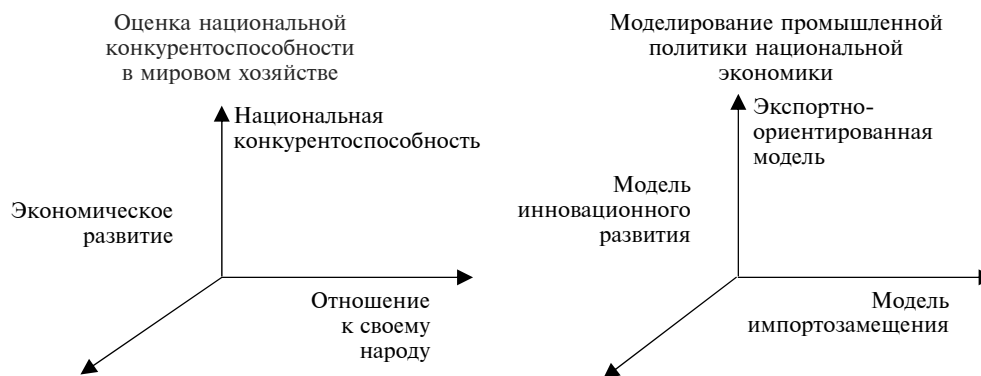 Оценка национальной
конкурентоспособности
в мировом хозяйстве
Национальная
конкурентоспособность
Экономическое
развитие
Отношение
к своему
народу
Моделирование промышленной
политики национальной
экономики
Экспортно-
ориентированная
модель
Модель
инновационного
развития
Модель
импортозамещения